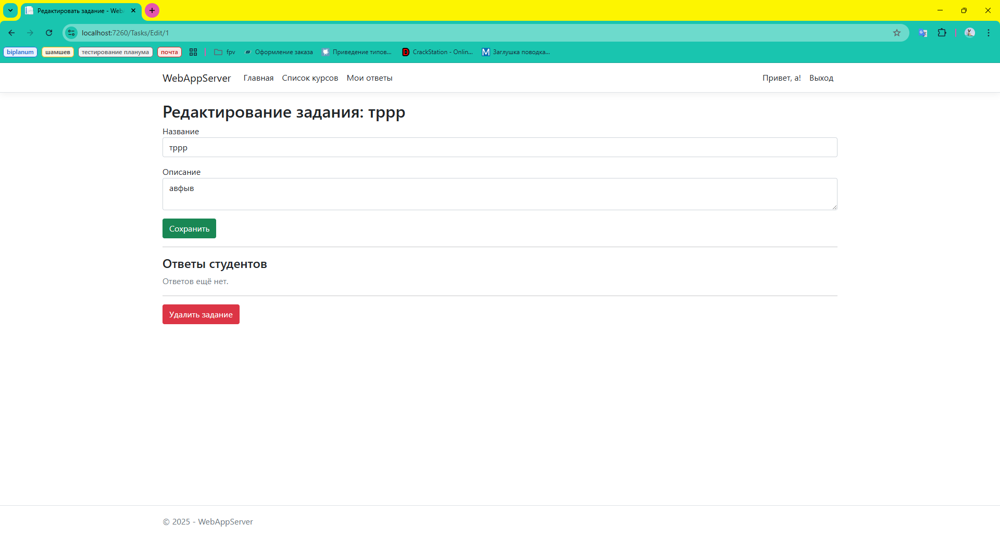 Редактировать задание - Web
localhost:7260/Tasks/Edit/1
biplanum шамшев тестирование планума почта fpv Оформление заказа Приведение типов... CrackStation - Onlin... Заглушка поводка...
WebAppServer Главная Список курсов Мои ответы Привет, а! Выход
Редактирование задания: тррр
Название
тррр
Описание
авфыв
Сохранить
Ответы студентов
Ответов ещё нет.
Удалить задание
© 2025 - WebAppServer